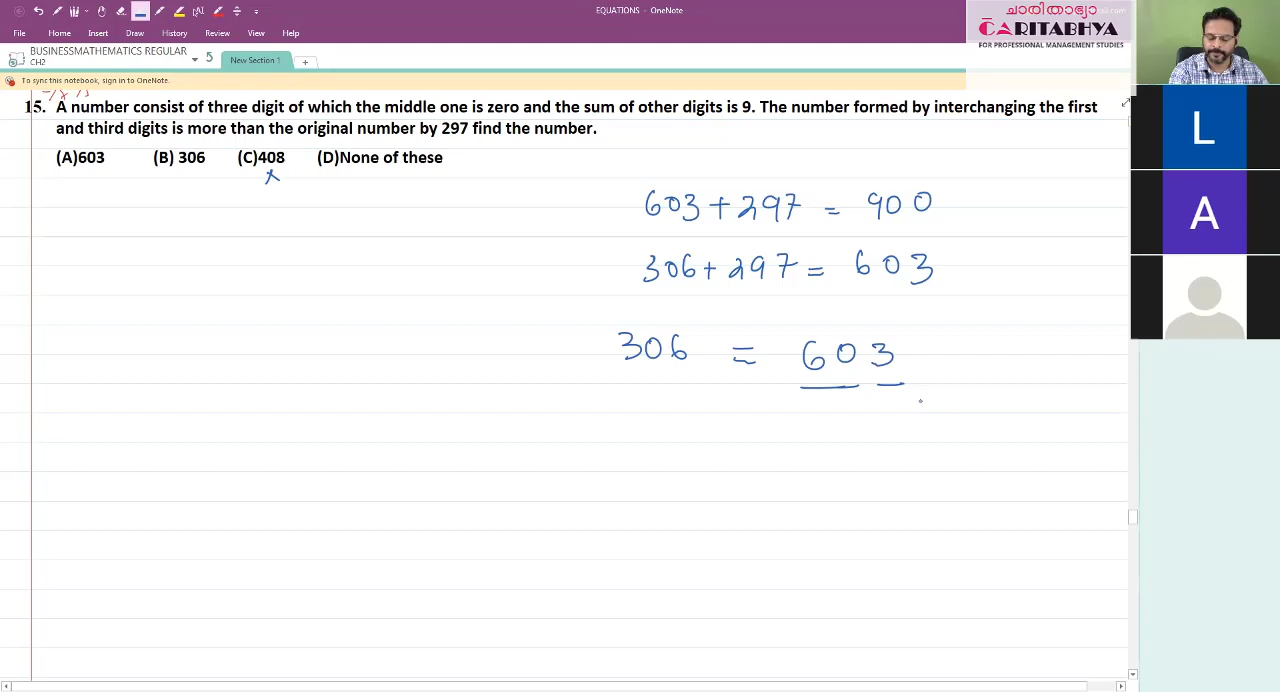 EQUATIONS - OneNote
File Home Insert Draw History Review View Help
ചാരിതാഭ്യാ
CARITABHYA
FOR PROFESSIONAL MANAGEMENT STUDIES
BUSINESSMATHEMATICS REGULAR
CH2
5
New Section 1
+
To sync this notebook, sign in to OneNote.
15. A number consist of three digit of which the middle one is zero and the sum of other digits is 9. The number formed by interchanging the first
and third digits is more than the original number by 297 find the number.
(A)603 (B) 306 (C)408 (D)None of these
603 + 297 = 900
306 + 297 = 603
306 = 603
L
A